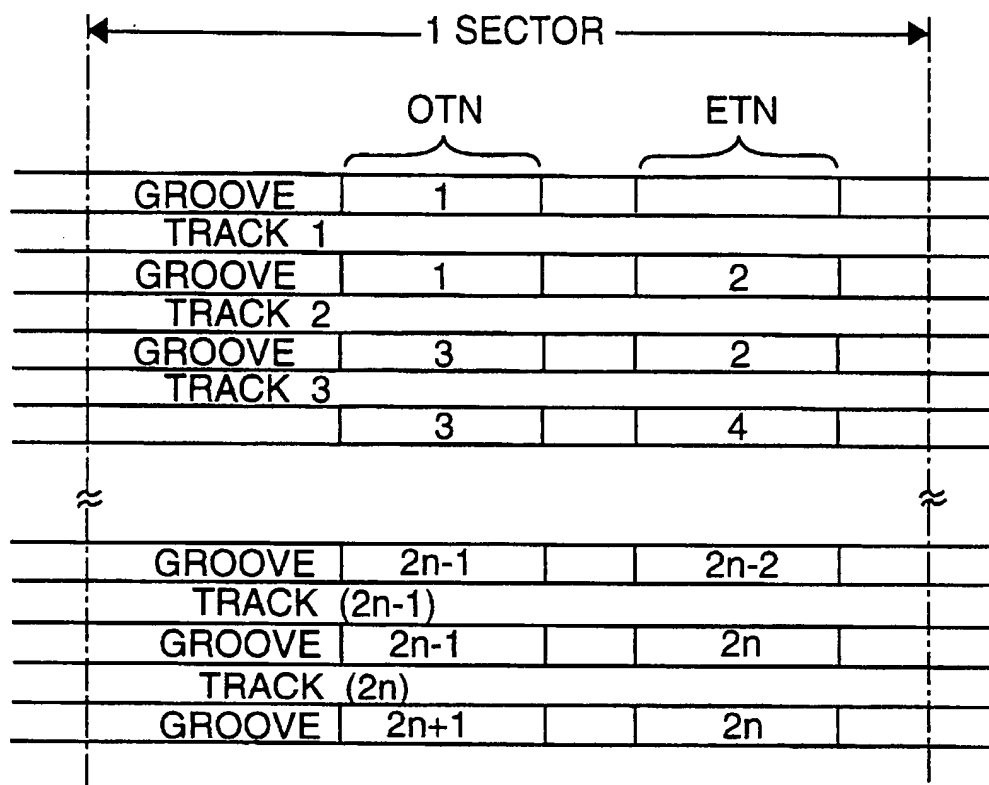 1 SECTOR
OTN ETN
GROOVE 1
TRACK 1
GROOVE 1 2
TRACK 2
GROOVE 3 2
TRACK 3
3 4
GROOVE 2n-1 2n-2
TRACK (2n-1)
GROOVE 2n-1 2n
TRACK (2n)
GROOVE 2n+1 2n